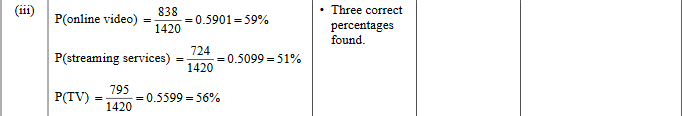 (iii)
P(online video) = 838/1420 = 0.5901 = 59%
P(streaming services) = 724/1420 = 0.5099 = 51%
P(TV) = 795/1420 = 0.5599 = 56%
• Three correct
percentages
found.